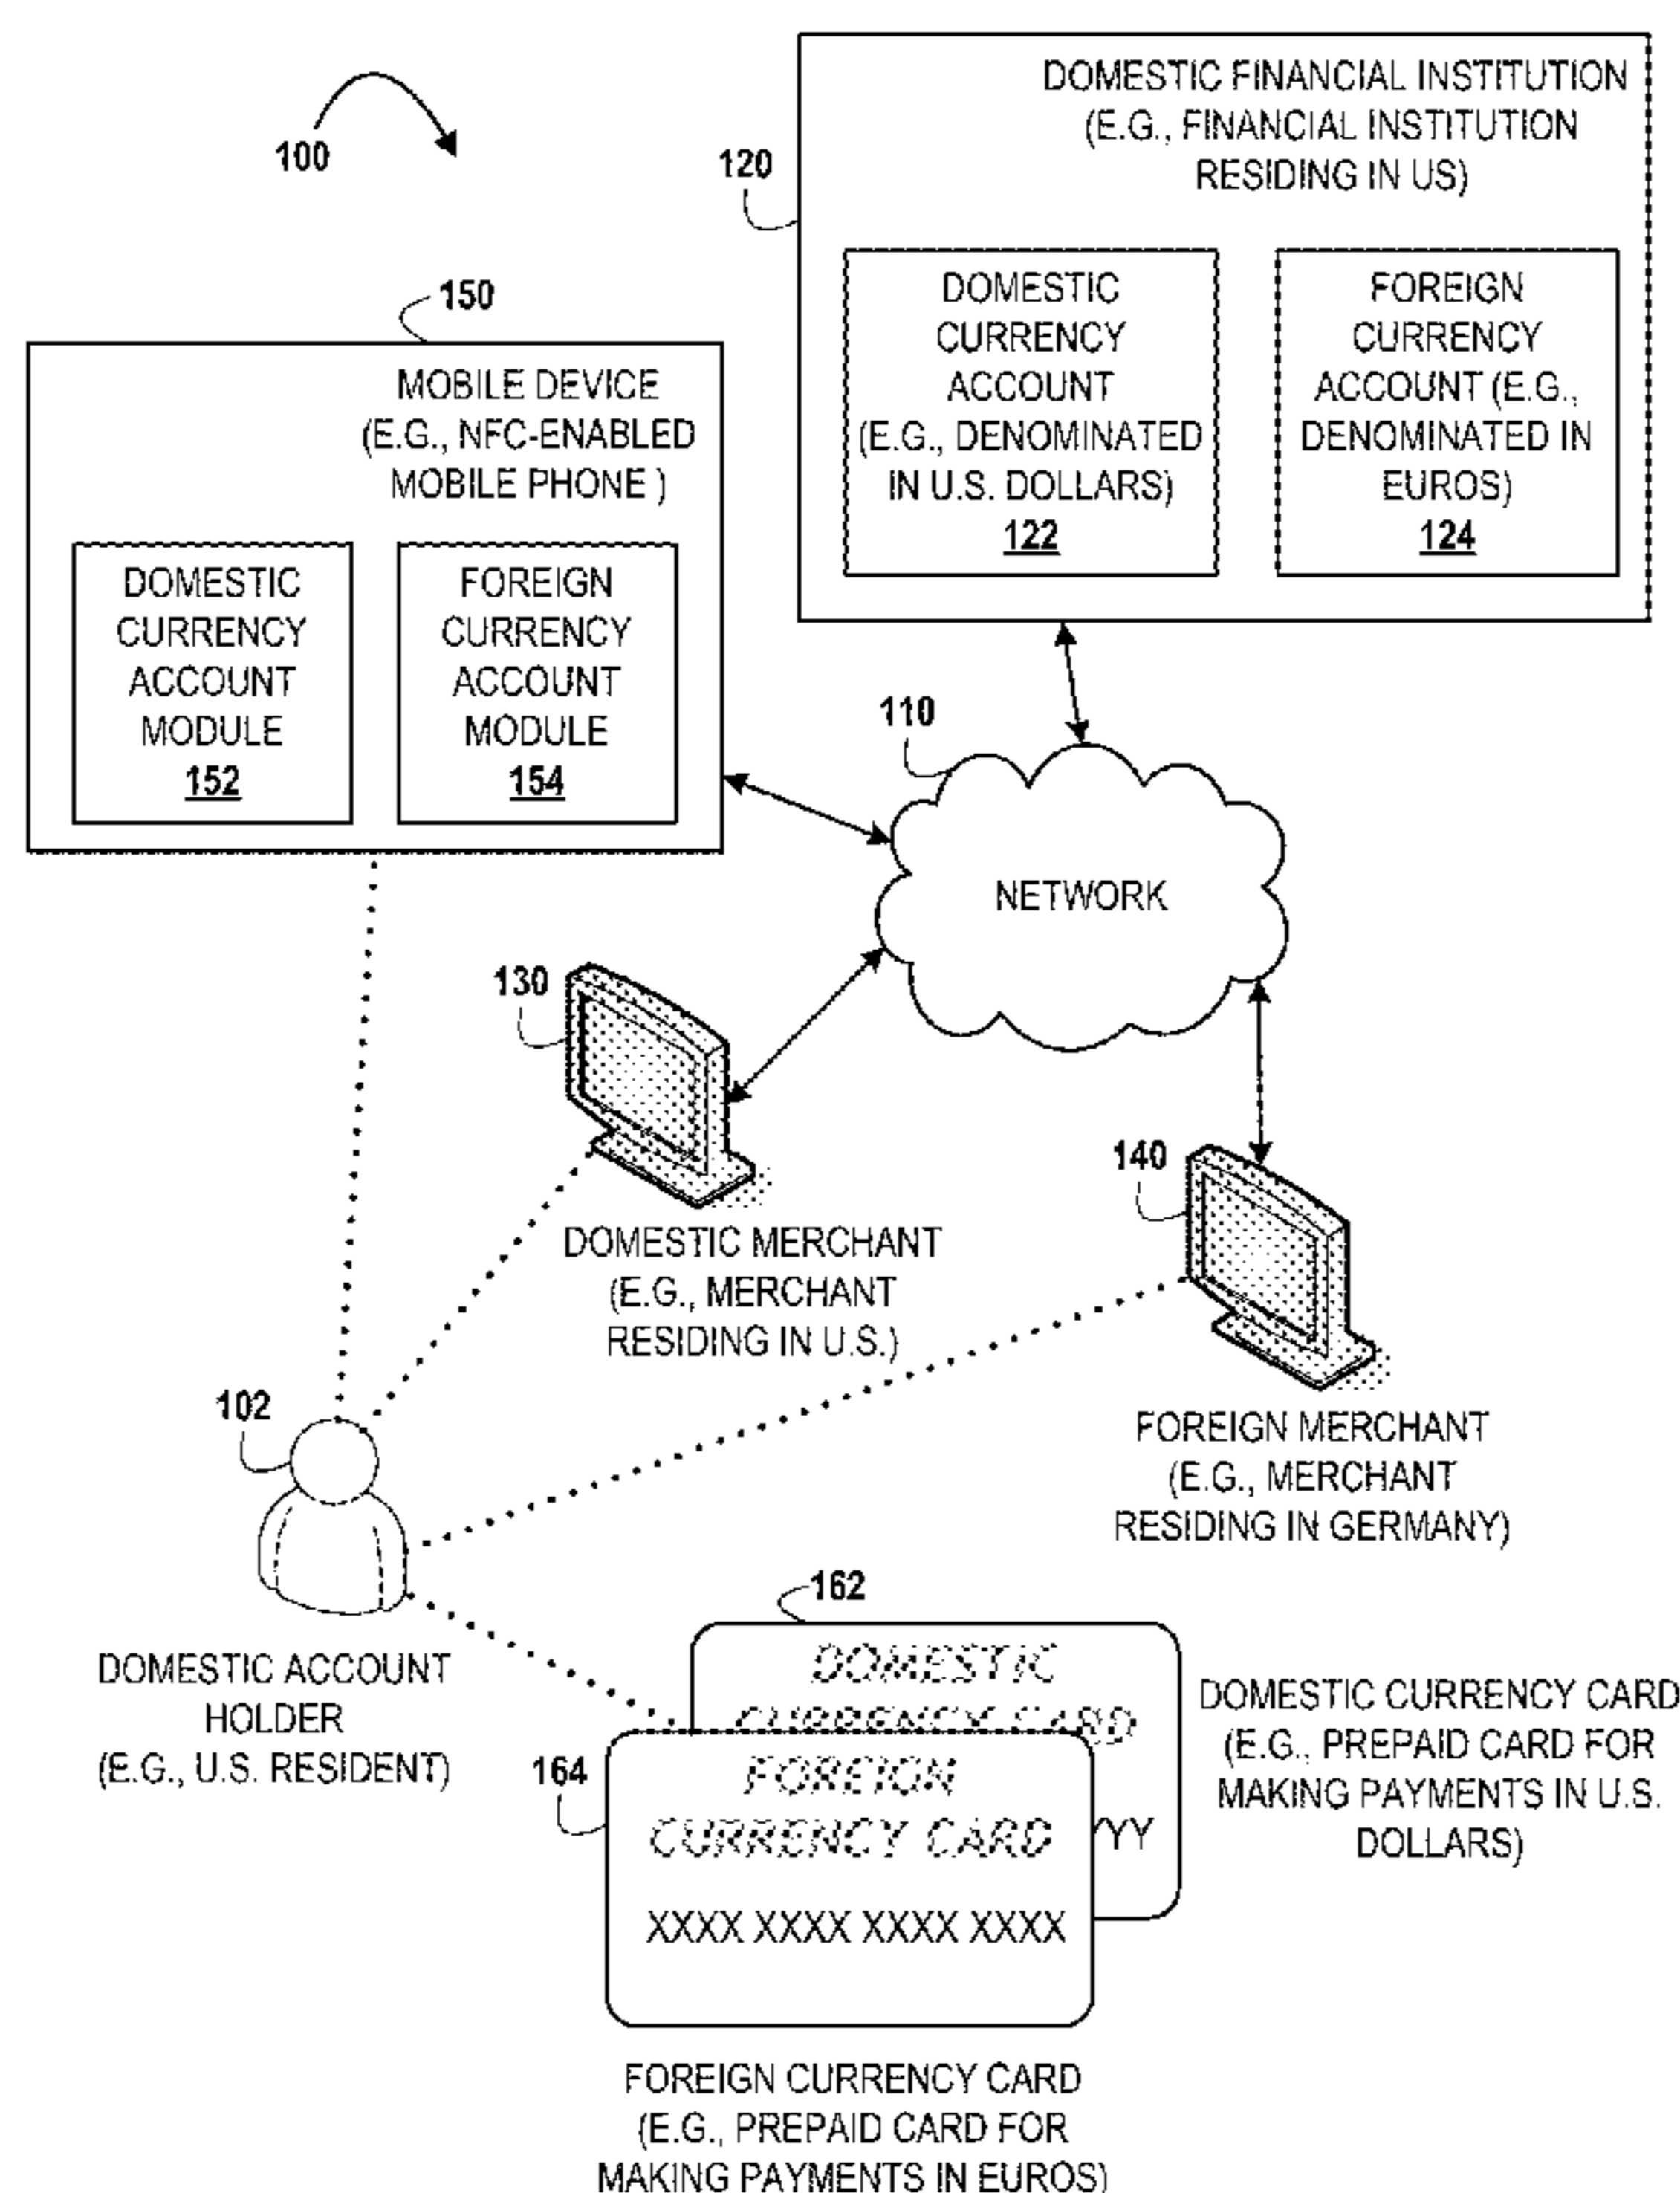 100
120
DOMESTIC FINANCIAL INSTITUTION
(E.G., FINANCIAL INSTITUTION
RESIDING IN US)
DOMESTIC
CURRENCY
ACCOUNT
(E.G., DENOMINATED
IN U.S. DOLLARS)
122
FOREIGN
CURRENCY
ACCOUNT (E.G.,
DENOMINATED IN
EUROS)
124
150
MOBILE DEVICE
(E.G., NFC-ENABLED
MOBILE PHONE )
DOMESTIC
CURRENCY
ACCOUNT
MODULE
152
FOREIGN
CURRENCY
ACCOUNT
MODULE
154
110
NETWORK
130
DOMESTIC MERCHANT
(E.G., MERCHANT
RESIDING IN U.S.)
140
FOREIGN MERCHANT
(E.G., MERCHANT
RESIDING IN GERMANY)
102
DOMESTIC ACCOUNT
HOLDER
(E.G., U.S. RESIDENT)
162
DOMESTIC
CURRENCY CARD
YYY
DOMESTIC CURRENCY CARD
(E.G., PREPAID CARD FOR
MAKING PAYMENTS IN U.S.
DOLLARS)
164
FOREIGN
CURRENCY CARD
XXXX XXXX XXXX XXXX
FOREIGN CURRENCY CARD
(E.G., PREPAID CARD FOR
MAKING PAYMENTS IN EUROS)